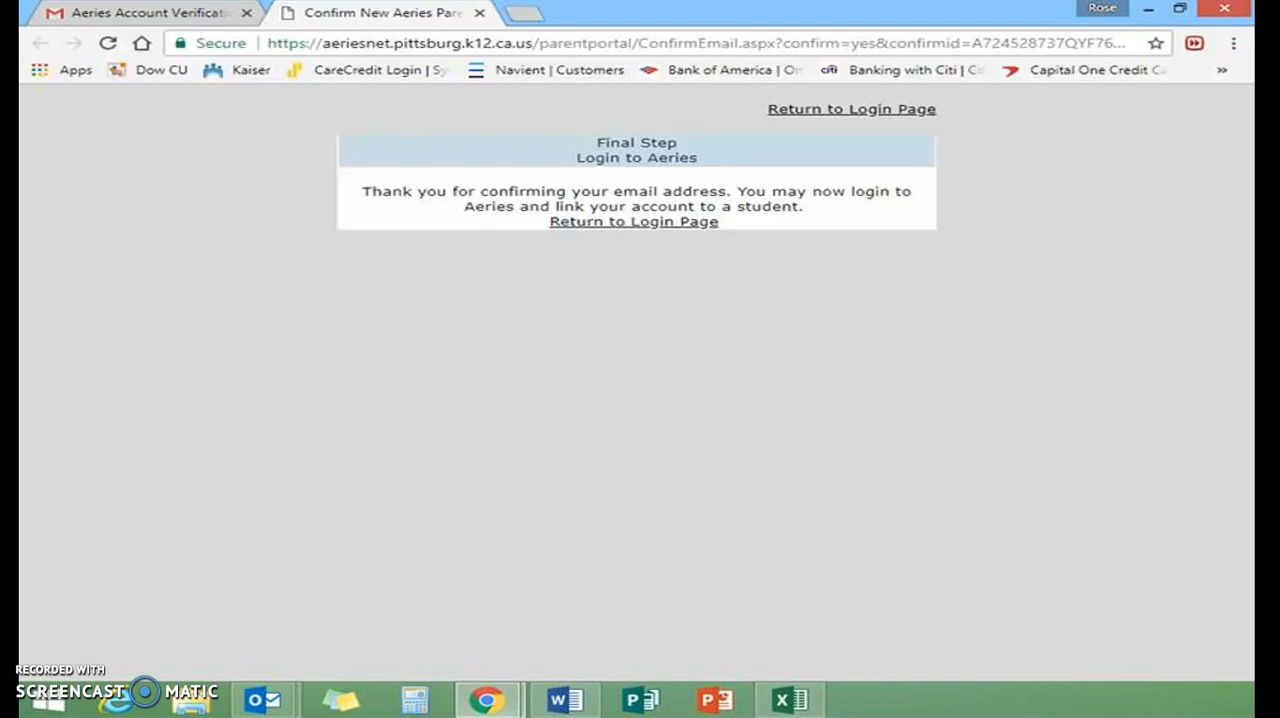 Aeries Account Verificati
Confirm New Aeries Pare
Rose
Secure
https://aeriesnet.pittsburg.k12.ca.us/parentportal/ConfirmEmail.aspx?confirm=yes&confirmid=A724528737QYF76...
Apps
Dow CU
Kaiser
CareCredit Login | Sy
Navient | Customers
Bank of America | On
citi
Banking with Citi | Ci
Capital One Credit Ca
»
Return to Login Page
Final Step
Login to Aeries
Thank you for confirming your email address. You may now login to
Aeries and link your account to a student.
Return to Login Page
RECORDED WITH
SCREENCAST MATIC